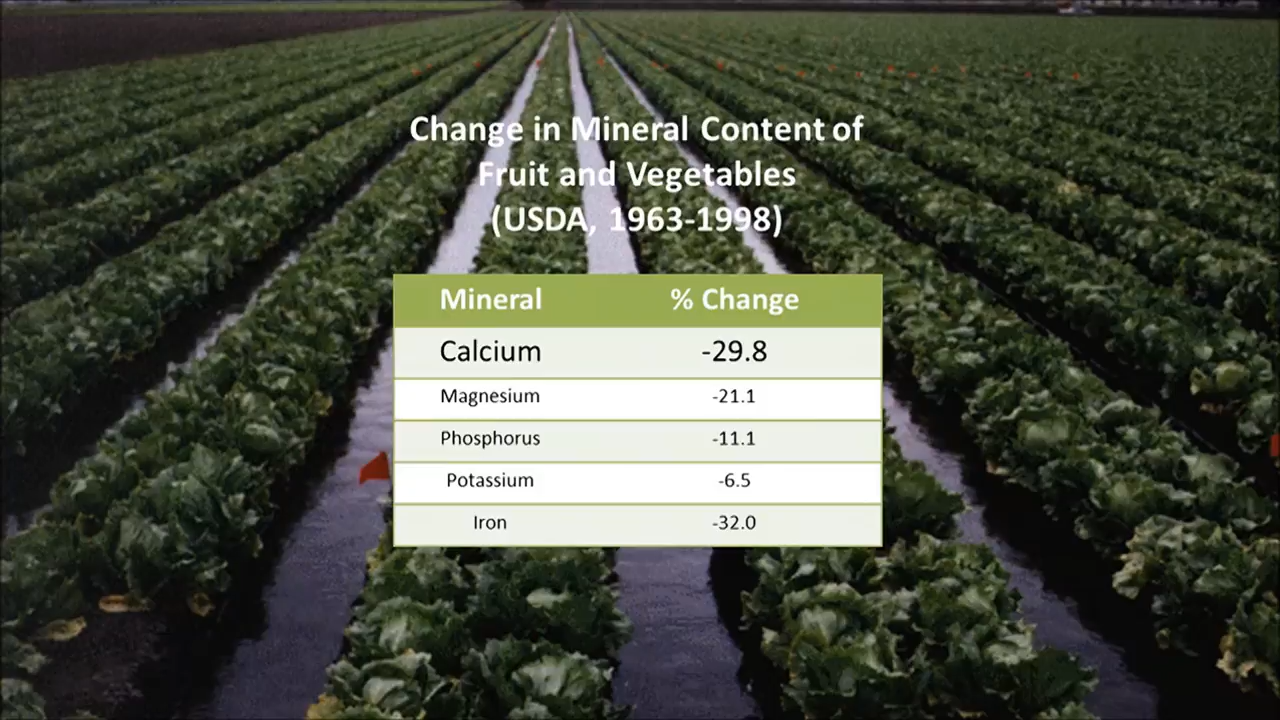 Change in Mineral Content of
Fruit and Vegetables
(USDA, 1963-1998)
Mineral % Change
Calcium -29.8
Magnesium -21.1
Phosphorus -11.1
Potassium -6.5
Iron -32.0